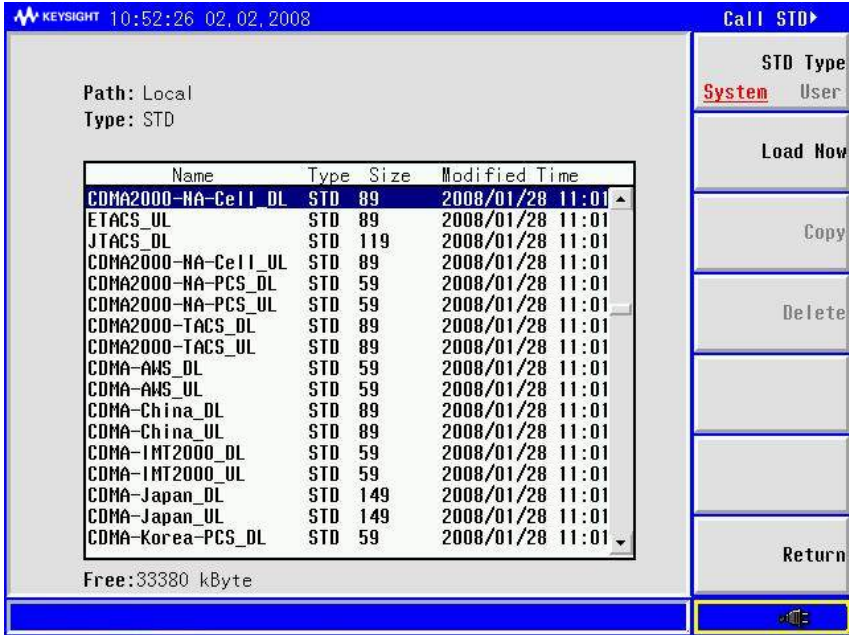 KEYSIGHT 10:52:26 02,02,2008
Call STD
Path: Local
Type: STD
Name Type Size Modified Time
CDMA2000-NA-Cell_DL STD 89 2008/01/28 11:01
ETACS_UL STD 89 2008/01/28 11:01
JTACS_DL STD 119 2008/01/28 11:01
CDMA2000-NA-Cell_UL STD 89 2008/01/28 11:01
CDMA2000-NA-PCS_DL STD 59 2008/01/28 11:01
CDMA2000-NA-PCS_UL STD 59 2008/01/28 11:01
CDMA2000-TACS_DL STD 89 2008/01/28 11:01
CDMA2000-TACS_UL STD 89 2008/01/28 11:01
CDMA-AWS_DL STD 59 2008/01/28 11:01
CDMA-AWS_UL STD 59 2008/01/28 11:01
CDMA-China_DL STD 89 2008/01/28 11:01
CDMA-China_UL STD 89 2008/01/28 11:01
CDMA-IMT2000_DL STD 59 2008/01/28 11:01
CDMA-IMT2000_UL STD 59 2008/01/28 11:01
CDMA-Japan_DL STD 149 2008/01/28 11:01
CDMA-Japan_UL STD 149 2008/01/28 11:01
CDMA-Korea-PCS_DL STD 59 2008/01/28 11:01
Free:33380 kByte
STD Type
System User
Load Now
Copy
Delete
Return